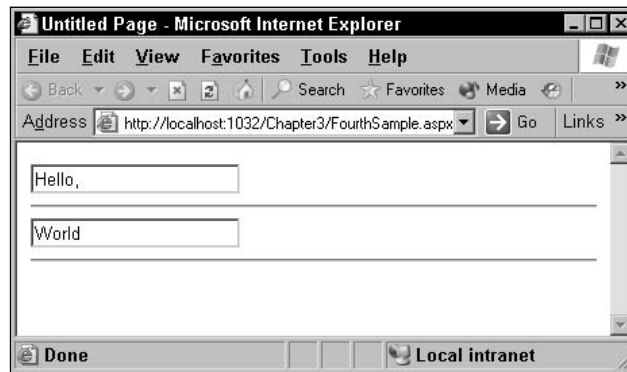 Untitled Page - Microsoft Internet Explorer
File Edit View Favorites Tools Help
Back Search Favorites Media »
Address http://localhost:1032/Chapter3/FourthSample.aspx Go Links »
Hello,
World
Done Local intranet